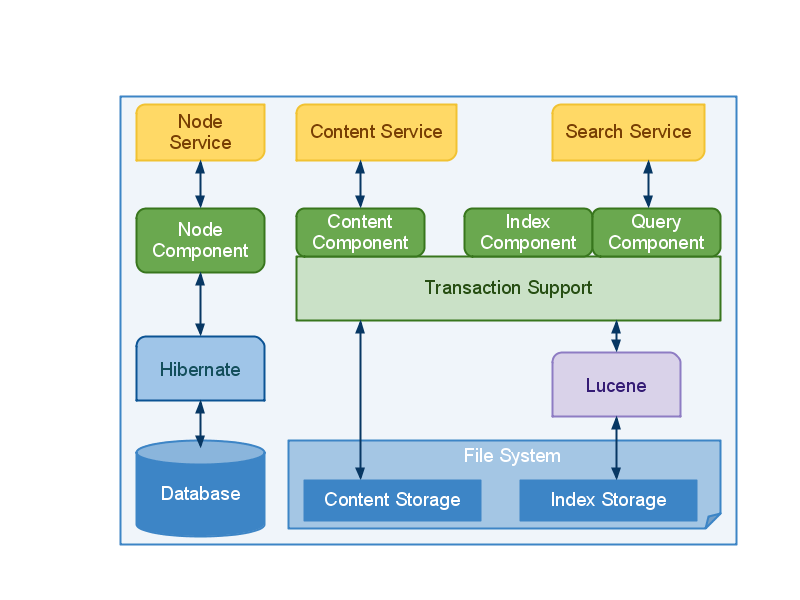 Node
Service
Content Service
Search Service
Node
Component
Content
Component
Index
Component
Query
Component
Transaction Support
Hibernate
Lucene
File System
Database
Content Storage
Index Storage